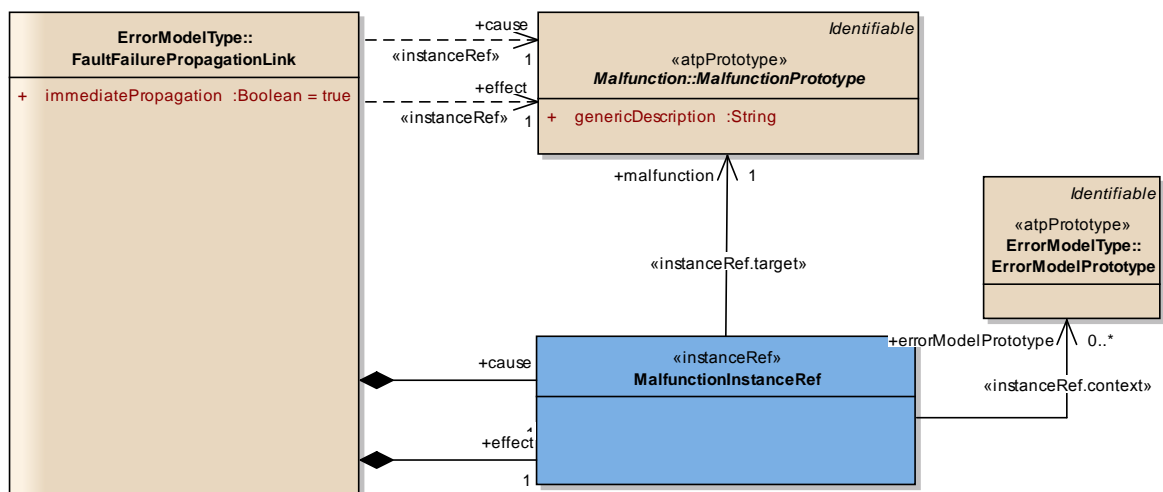 ErrorModelType::
FaultFailurePropagationLink
+ immediatePropagation :Boolean = true
+cause
«instanceRef»
1
+effect
«instanceRef»
1
Identifiable
«atpPrototype»
Malfunction::MalfunctionPrototype
+ genericDescription :String
+malfunction
1
«instanceRef.target»
Identifiable
«atpPrototype»
ErrorModelType::
ErrorModelPrototype
+errorModelPrototype
0..*
«instanceRef.context»
«instanceRef»
MalfunctionInstanceRef
+cause
1
+effect
1